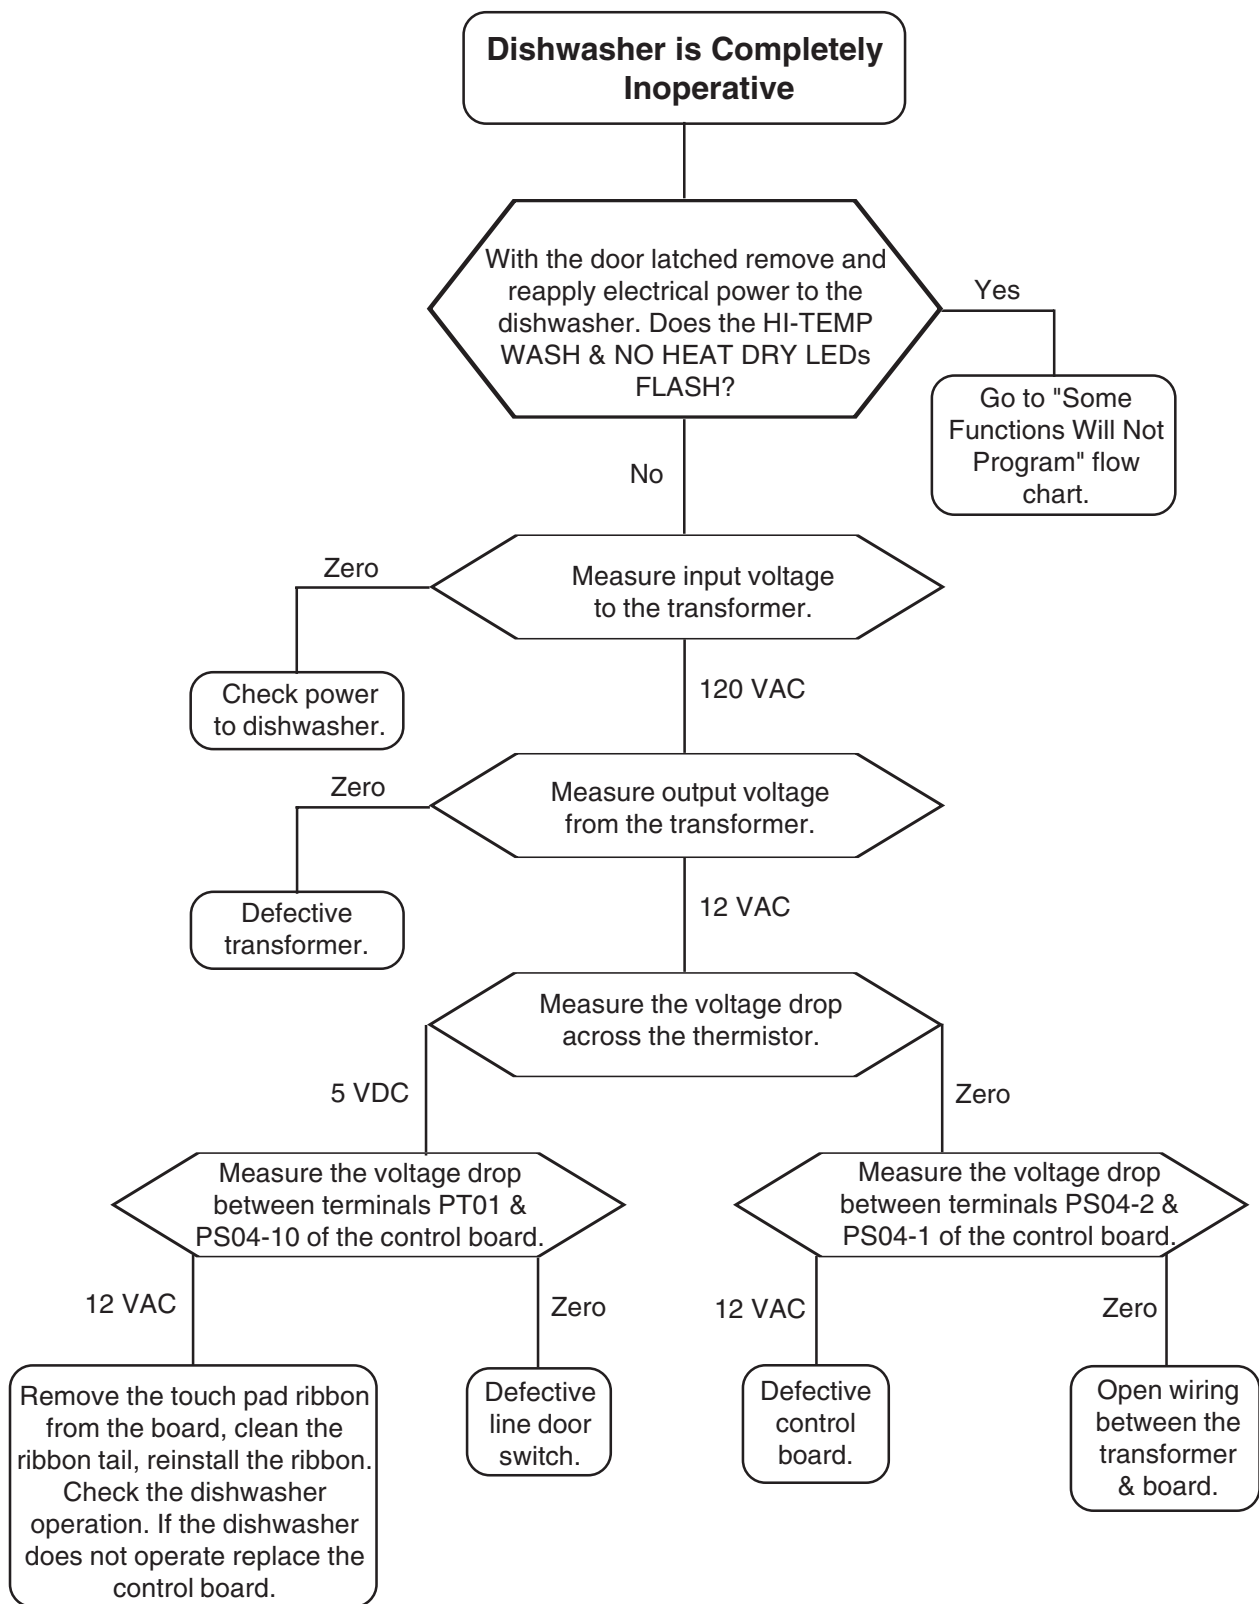 Dishwasher is Completely
Inoperative
With the door latched remove and
reapply electrical power to the
dishwasher. Does the HI-TEMP
WASH & NO HEAT DRY LEDs
FLASH?
Yes
Go to "Some
Functions Will Not
Program" flow
chart.
No
Measure input voltage
to the transformer.
Zero
Check power
to dishwasher.
120 VAC
Measure output voltage
from the transformer.
Zero
Defective
transformer.
12 VAC
Measure the voltage drop
across the thermistor.
5 VDC
Zero
Measure the voltage drop
between terminals PT01 &
PS04-10 of the control board.
Measure the voltage drop
between terminals PS04-2 &
PS04-1 of the control board.
12 VAC
Zero
12 VAC
Zero
Remove the touch pad ribbon
from the board, clean the
ribbon tail, reinstall the ribbon.
Check the dishwasher
operation. If the dishwasher
does not operate replace the
control board.
Defective
line door
switch.
Defective
control
board.
Open wiring
between the
transformer
& board.